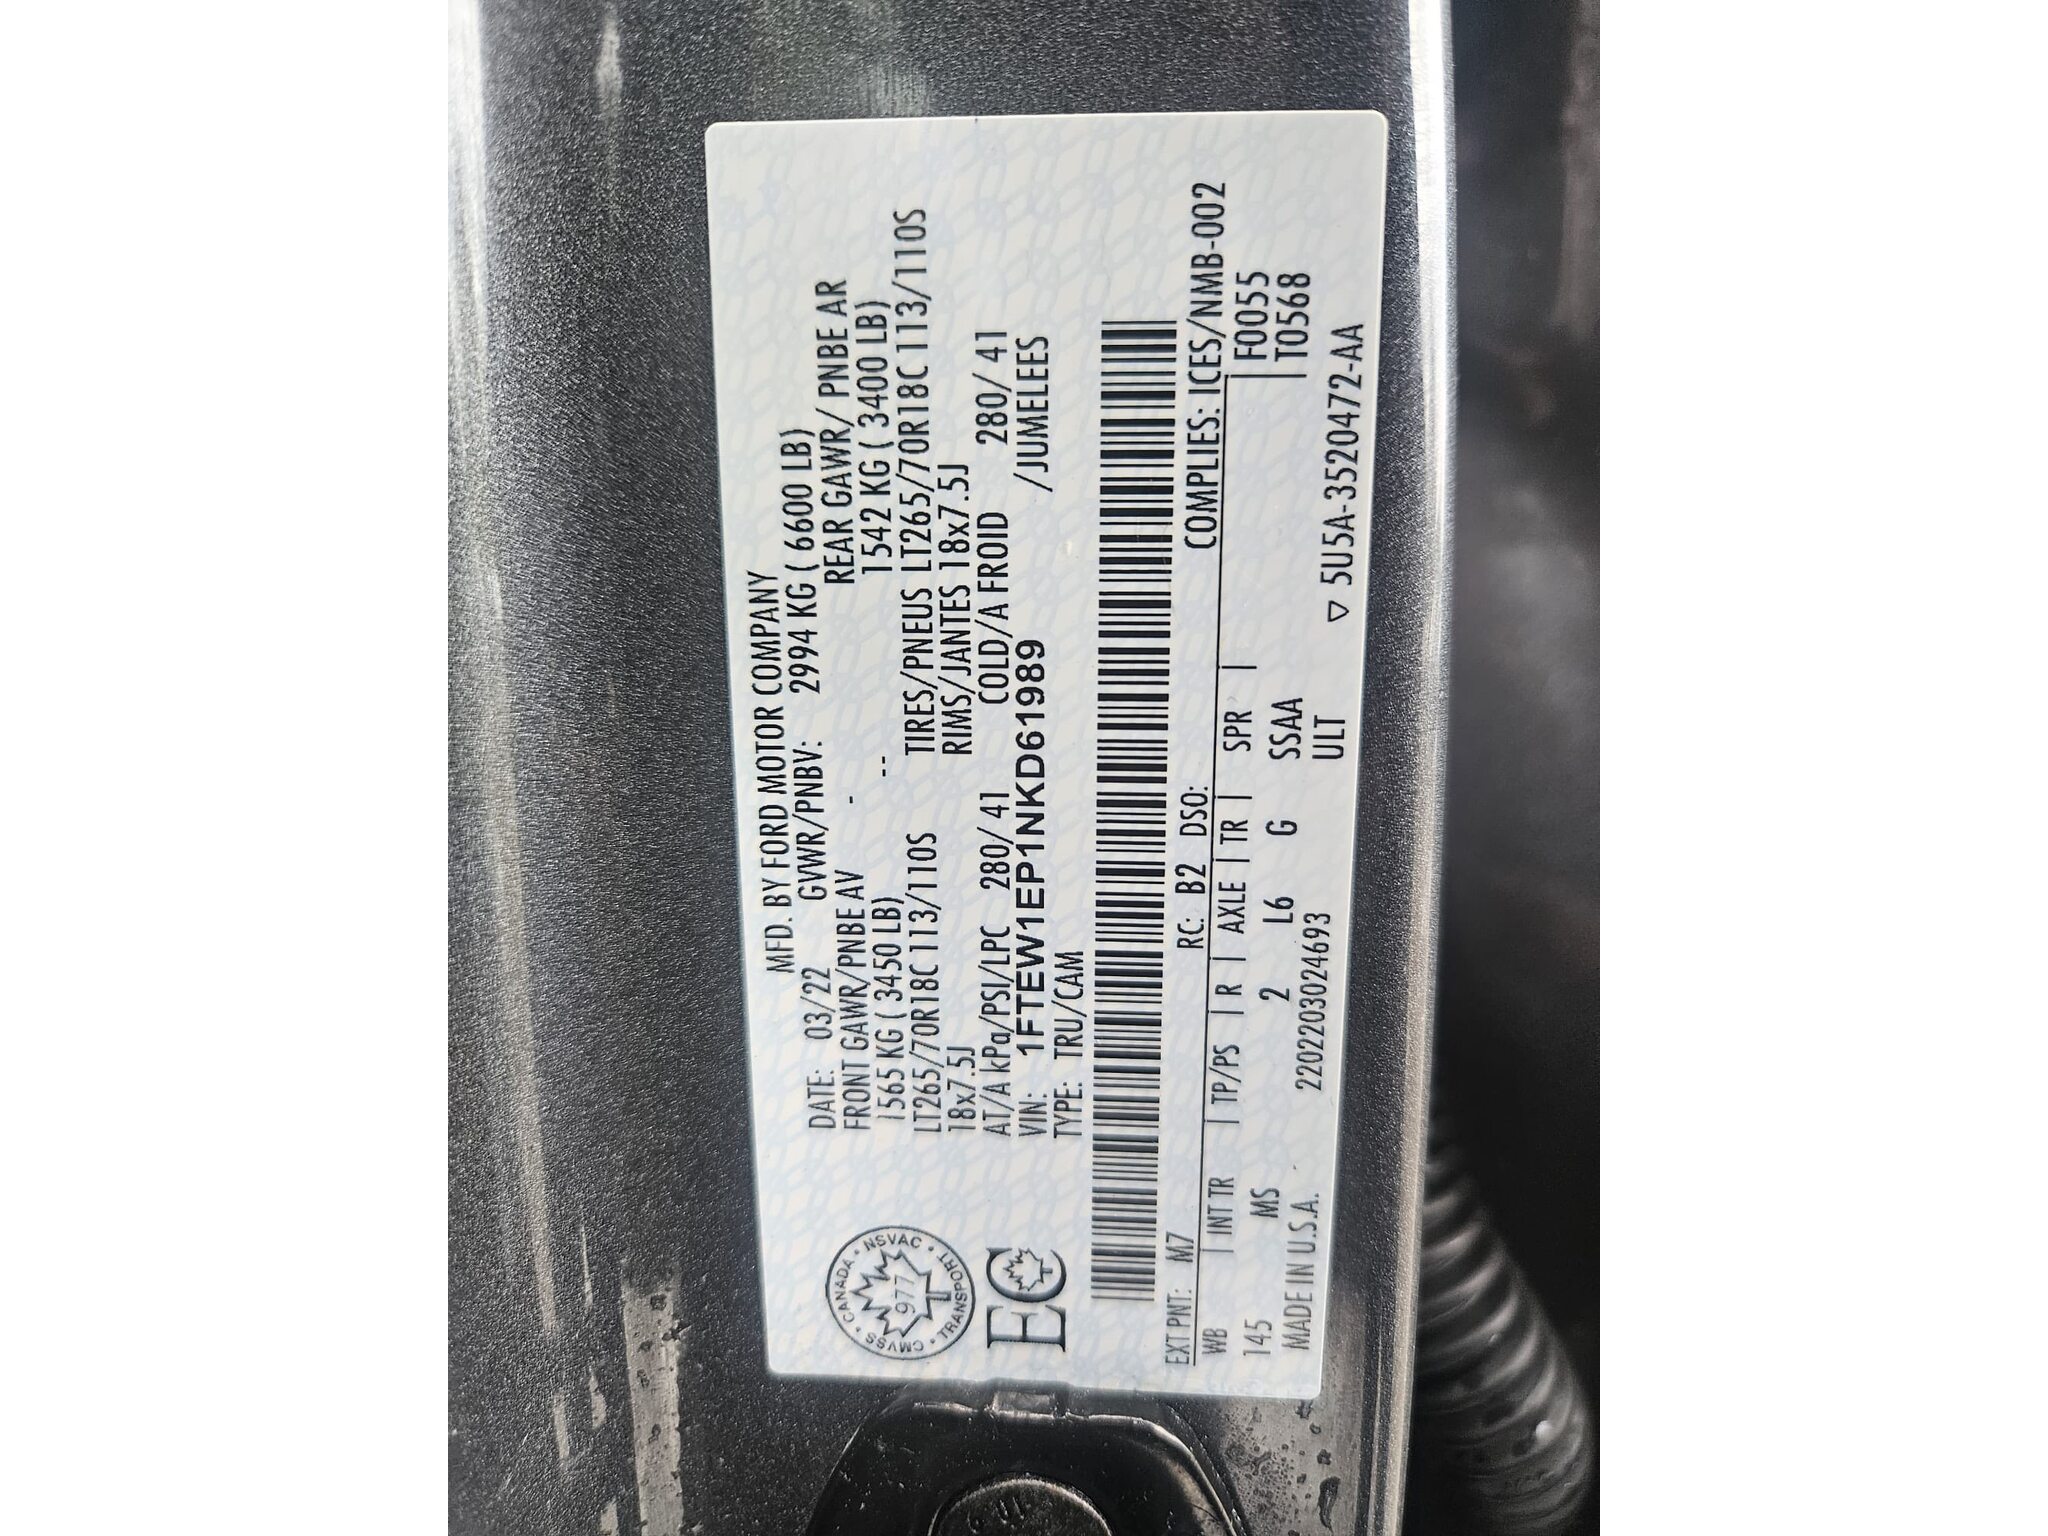 MFD. BY FORD MOTOR COMPANY
DATE: 03/22 GVWR/PNBV: 2994 KG ( 6600 LB)
FRONT GAWR/PNBE AV - REAR GAWR/ PNBE AR
1565 KG ( 3450 LB) -- 1542 KG ( 3400 LB)
LT265/70R18C 113/110S TIRES/PNEUS LT265/70R18C 113/110S
18x7.5J RIMS/JANTES 18x7.5J
AT/A kPa/PSI/LPC 280/ 41 COLD/A FROID 280/ 41
VIN: 1FTEW1EP1NKD61989 /JUMELEES
TYPE: TRU/CAM
CANADA • NSVAC • TRANSPORT • CMVSS •
977
EC
EXT PNT: M7 RC: B2 DSO: COMPLIES: ICES/NMB-002
WB | INT TR | TP/PS | R | AXLE | TR | SPR | | F0055
145 MS 2 L6 G SSAA T0568
MADE IN U.S.A. 2202203024693 ULT ▽ 5U5A-3520472-AA